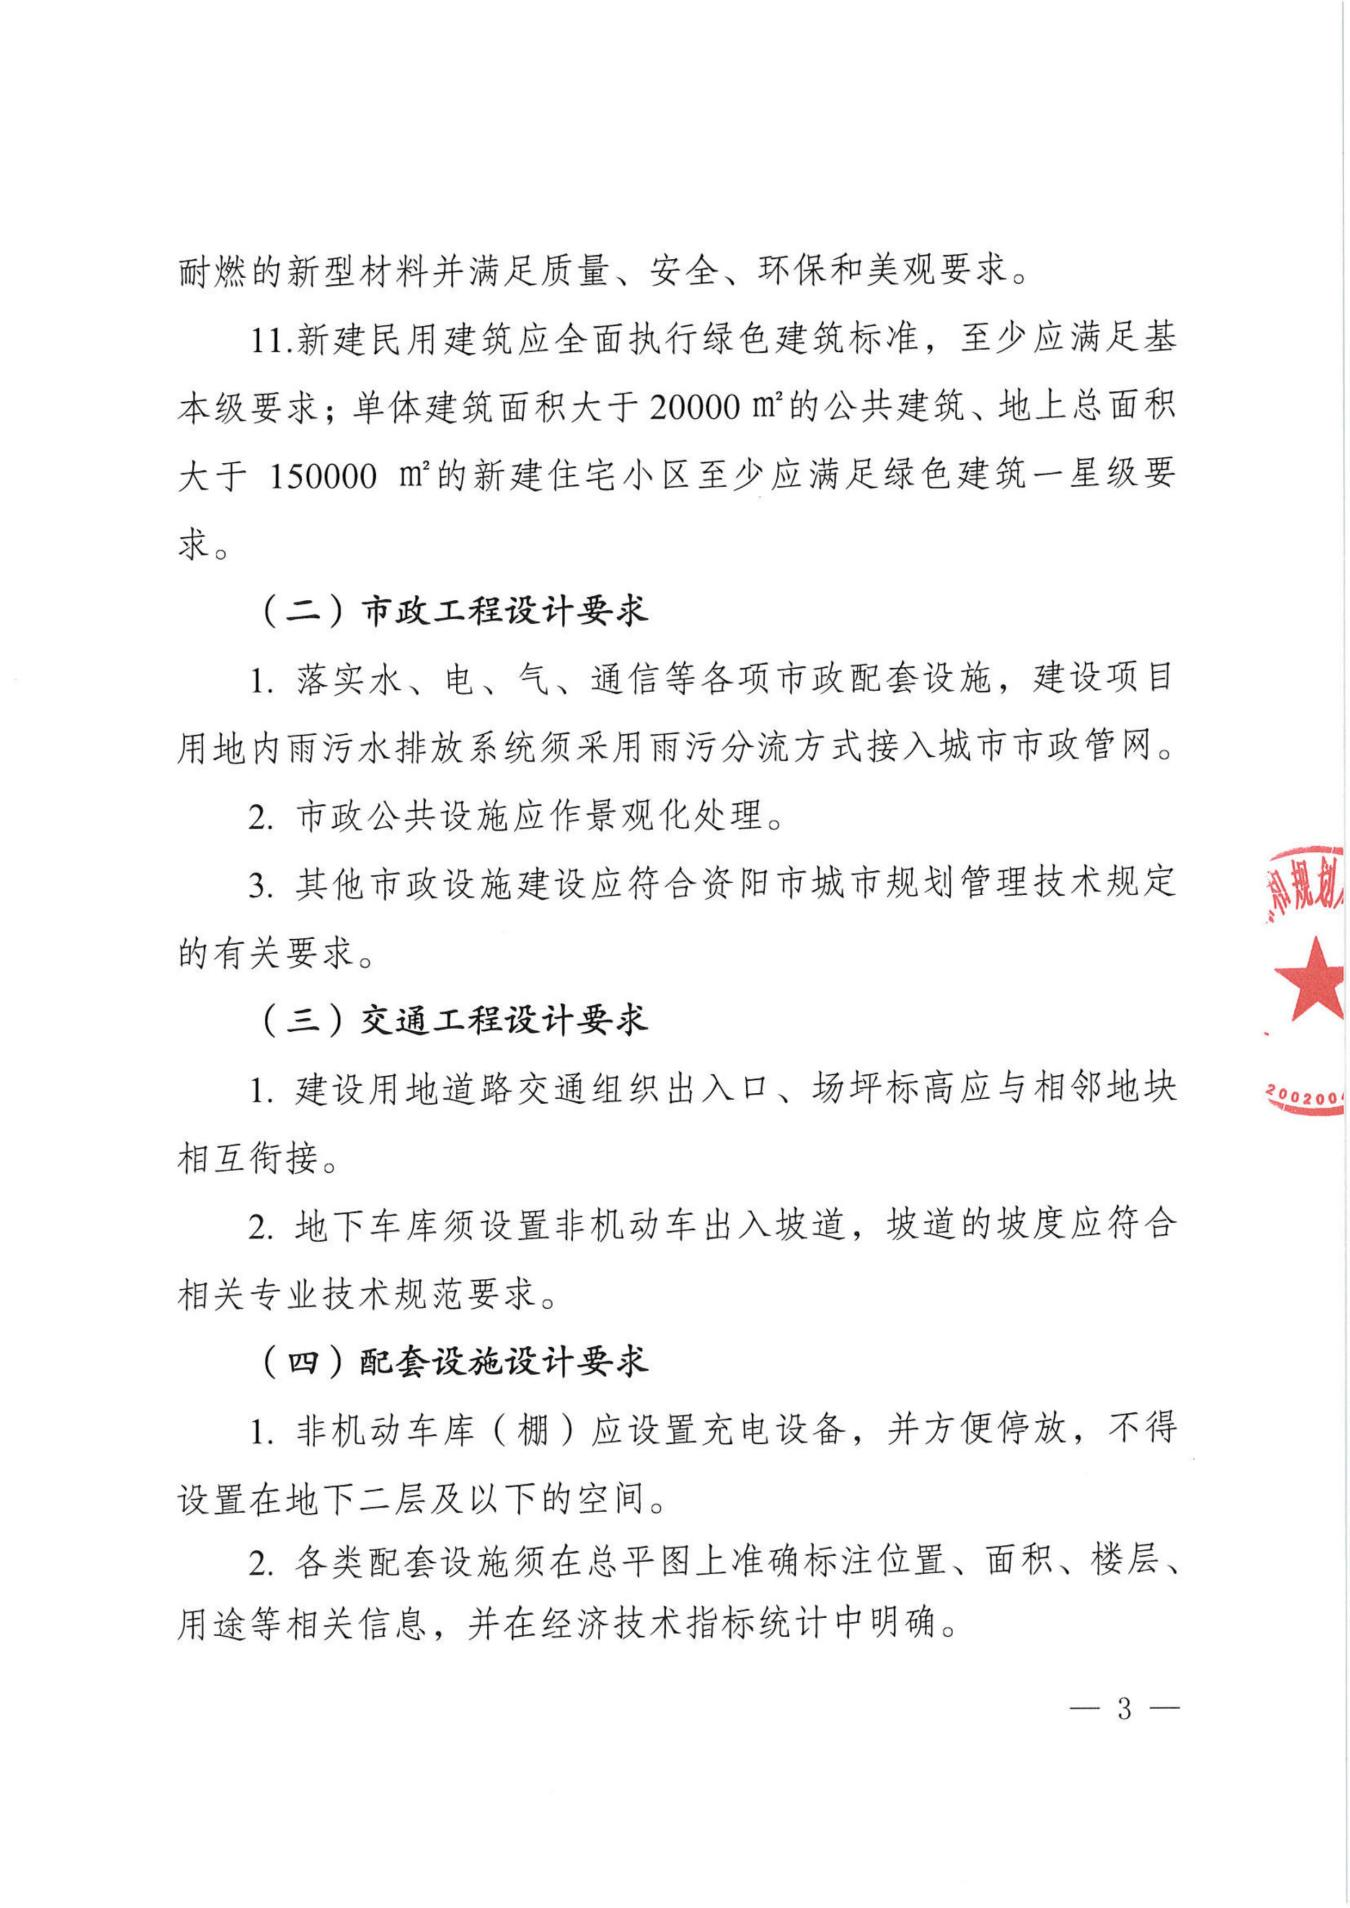 耐燃的新型材料并满足质量、安全、环保和美观要求。
11.新建民用建筑应全面执行绿色建筑标准，至少应满足基
本级要求；单体建筑面积大于 20000 ㎡的公共建筑、地上总面积
大于 150000 ㎡的新建住宅小区至少应满足绿色建筑一星级要
求。
（二）市政工程设计要求
1. 落实水、电、气、通信等各项市政配套设施，建设项目
用地内雨污水排放系统须采用雨污分流方式接入城市市政管网。
2. 市政公共设施应作景观化处理。
3. 其他市政设施建设应符合资阳市城市规划管理技术规定
的有关要求。
（三）交通工程设计要求
1. 建设用地道路交通组织出入口、场坪标高应与相邻地块
相互衔接。
2. 地下车库须设置非机动车出入坡道，坡道的坡度应符合
相关专业技术规范要求。
（四）配套设施设计要求
1. 非机动车库（棚）应设置充电设备，并方便停放，不得
设置在地下二层及以下的空间。
2. 各类配套设施须在总平图上准确标注位置、面积、楼层、
用途等相关信息，并在经济技术指标统计中明确。
— 3 —
和规划
200200